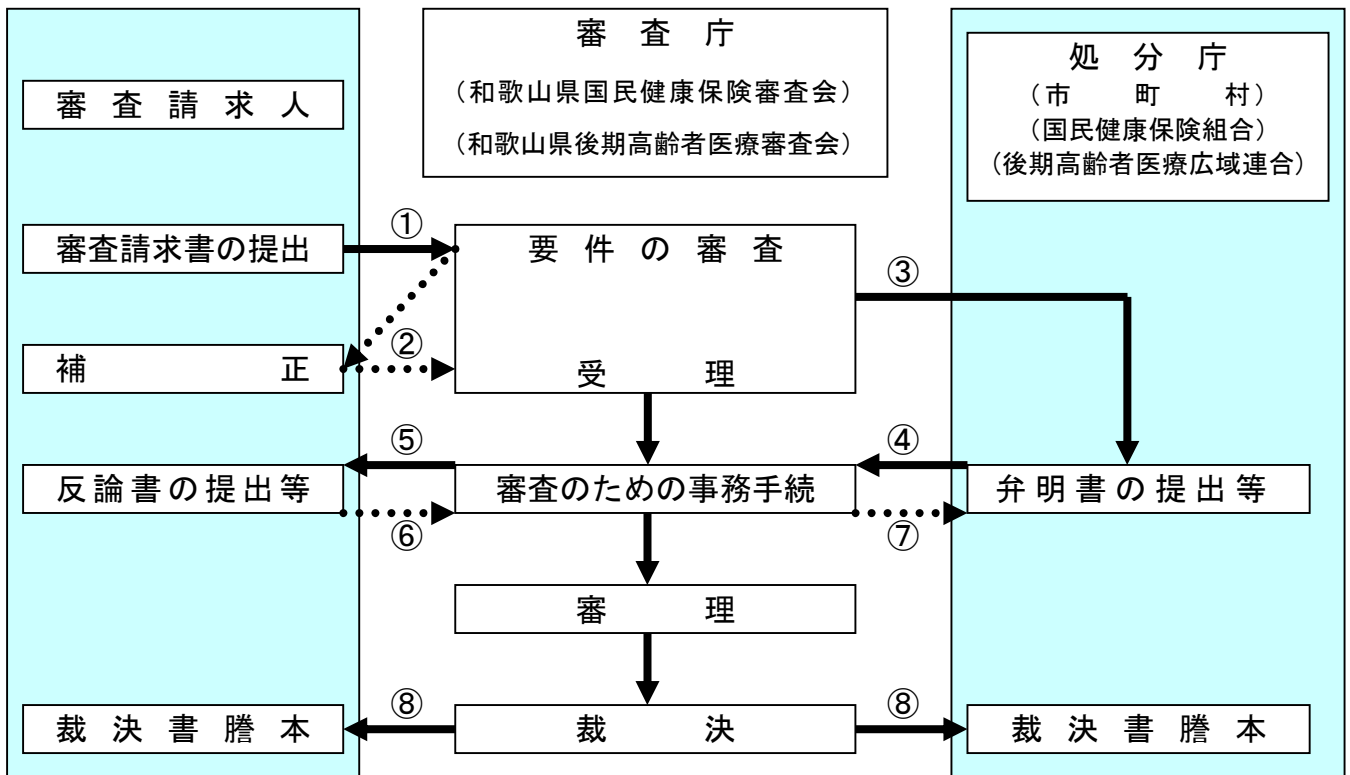 審査請求人
審査庁
（和歌山県国民健康保険審査会）
（和歌山県後期高齢者医療審査会）
処分庁
（市町村）
（国民健康保険組合）
（後期高齢者医療広域連合）
審査請求書の提出
①
要件の審査
③
補正
②
受理
反論書の提出等
⑤
⑥
審査のための事務手続
④
⑦
弁明書の提出等
審理
裁決書謄本
⑧
裁決
⑧
裁決書謄本